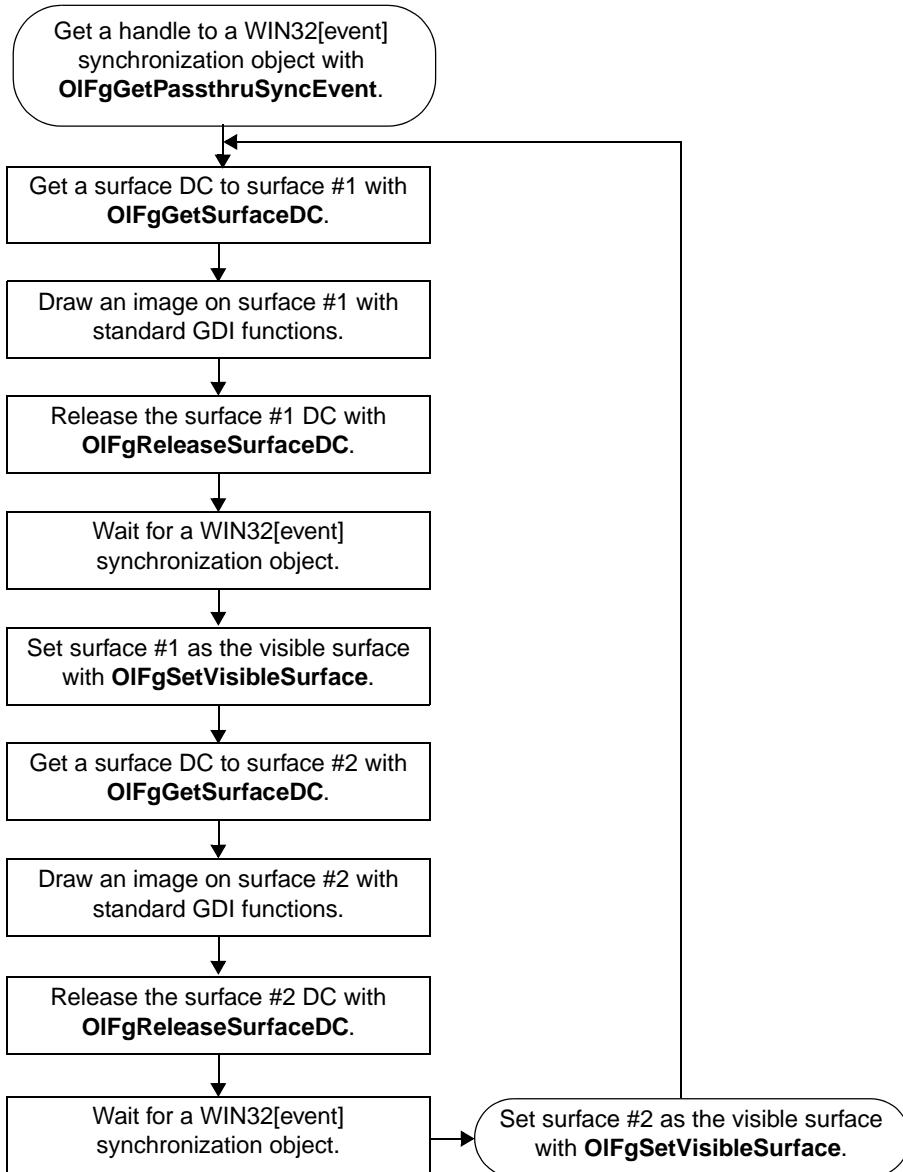 Get a handle to a WIN32[event]
synchronization object with
OlFgGetPassthruSyncEvent.
Get a surface DC to surface #1 with
OlFgGetSurfaceDC.
Draw an image on surface #1 with
standard GDI functions.
Release the surface #1 DC with
OlFgReleaseSurfaceDC.
Wait for a WIN32[event]
synchronization object.
Set surface #1 as the visible surface
with OlFgSetVisibleSurface.
Get a surface DC to surface #2 with
OlFgGetSurfaceDC.
Draw an image on surface #2 with
standard GDI functions.
Release the surface #2 DC with
OlFgReleaseSurfaceDC.
Wait for a WIN32[event]
synchronization object.
Set surface #2 as the visible surface
with OlFgSetVisibleSurface.